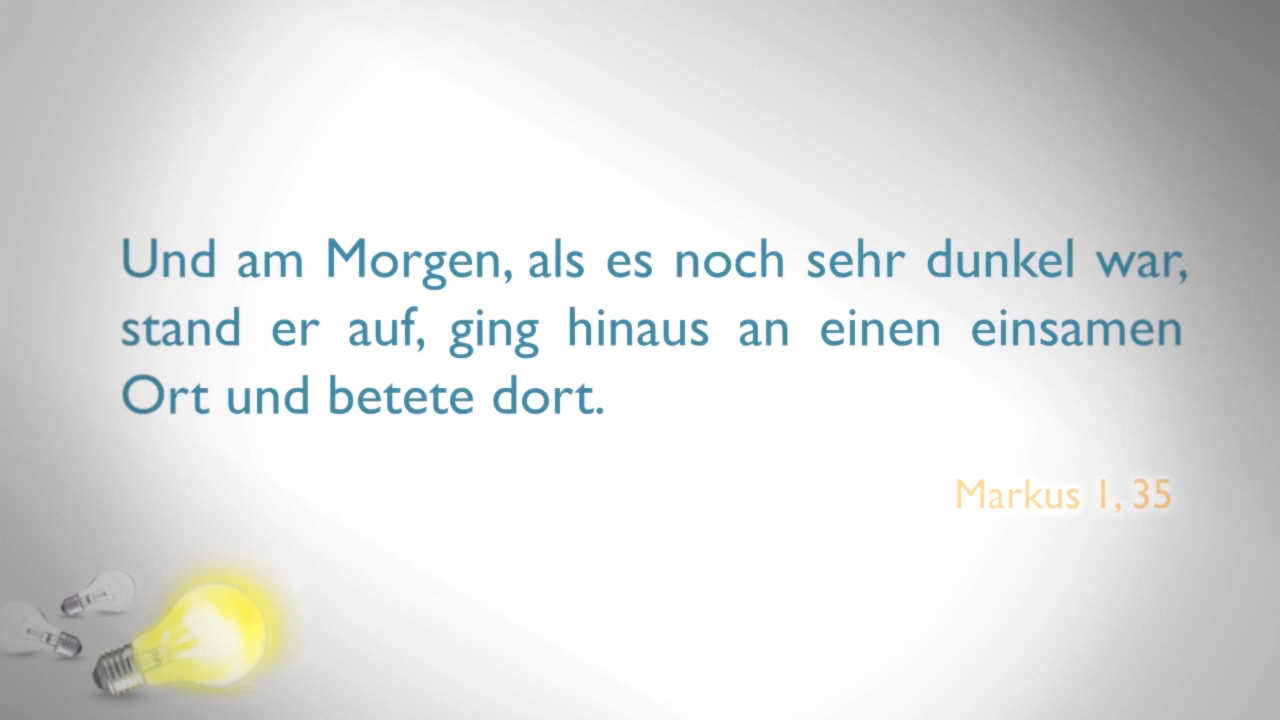 Und am Morgen, als es noch sehr dunkel war,
stand er auf, ging hinaus an einen einsamen
Ort und betete dort.
Markus 1, 35